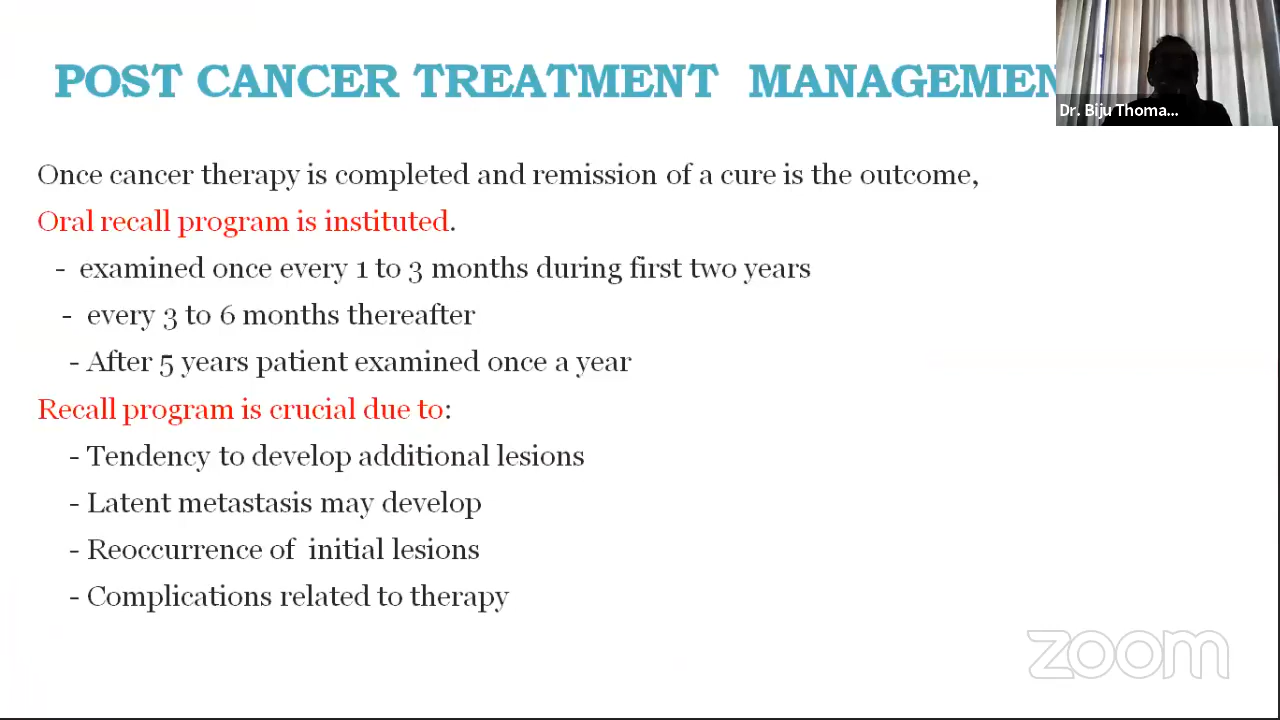 POST CANCER TREATMENT MANAGEMEN
Dr. Biju Thoma...
Once cancer therapy is completed and remission of a cure is the outcome,
Oral recall program is instituted.
- examined once every 1 to 3 months during first two years
- every 3 to 6 months thereafter
- After 5 years patient examined once a year
Recall program is crucial due to:
- Tendency to develop additional lesions
- Latent metastasis may develop
- Reoccurrence of initial lesions
- Complications related to therapy
zoom